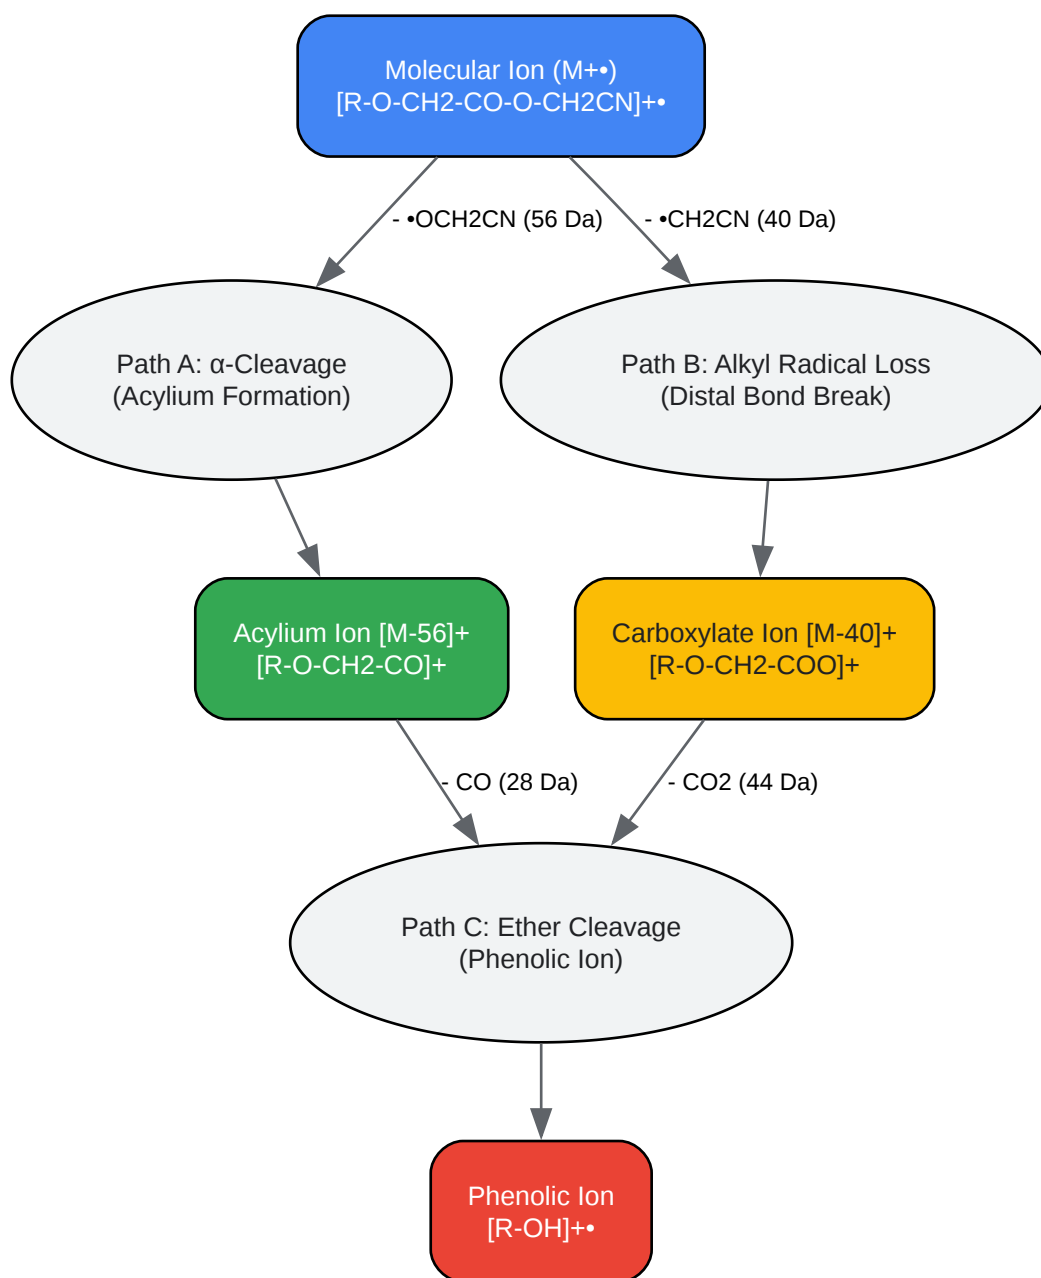 Molecular Ion (M+•)
[R-O-CH2-CO-O-CH2CN]+•
- •OCH2CN (56 Da)
- •CH2CN (40 Da)
Path A: α-Cleavage
(Acylium Formation)
Path B: Alkyl Radical Loss
(Distal Bond Break)
Acylium Ion [M-56]+
[R-O-CH2-CO]+
Carboxylate Ion [M-40]+
[R-O-CH2-COO]+
- CO (28 Da)
- CO2 (44 Da)
Path C: Ether Cleavage
(Phenolic Ion)
Phenolic Ion
[R-OH]+•